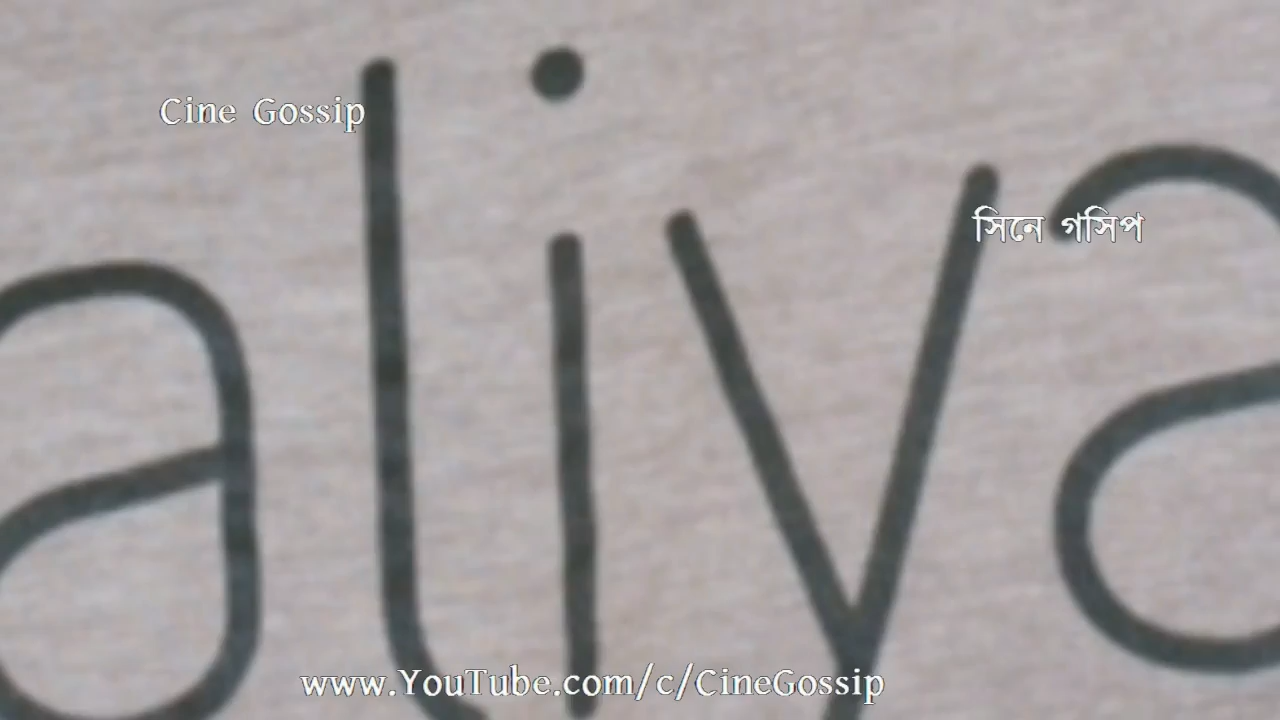 Cine Gossip
সিনে গসিপ
aliya
www.YouTube.com/c/CineGossip